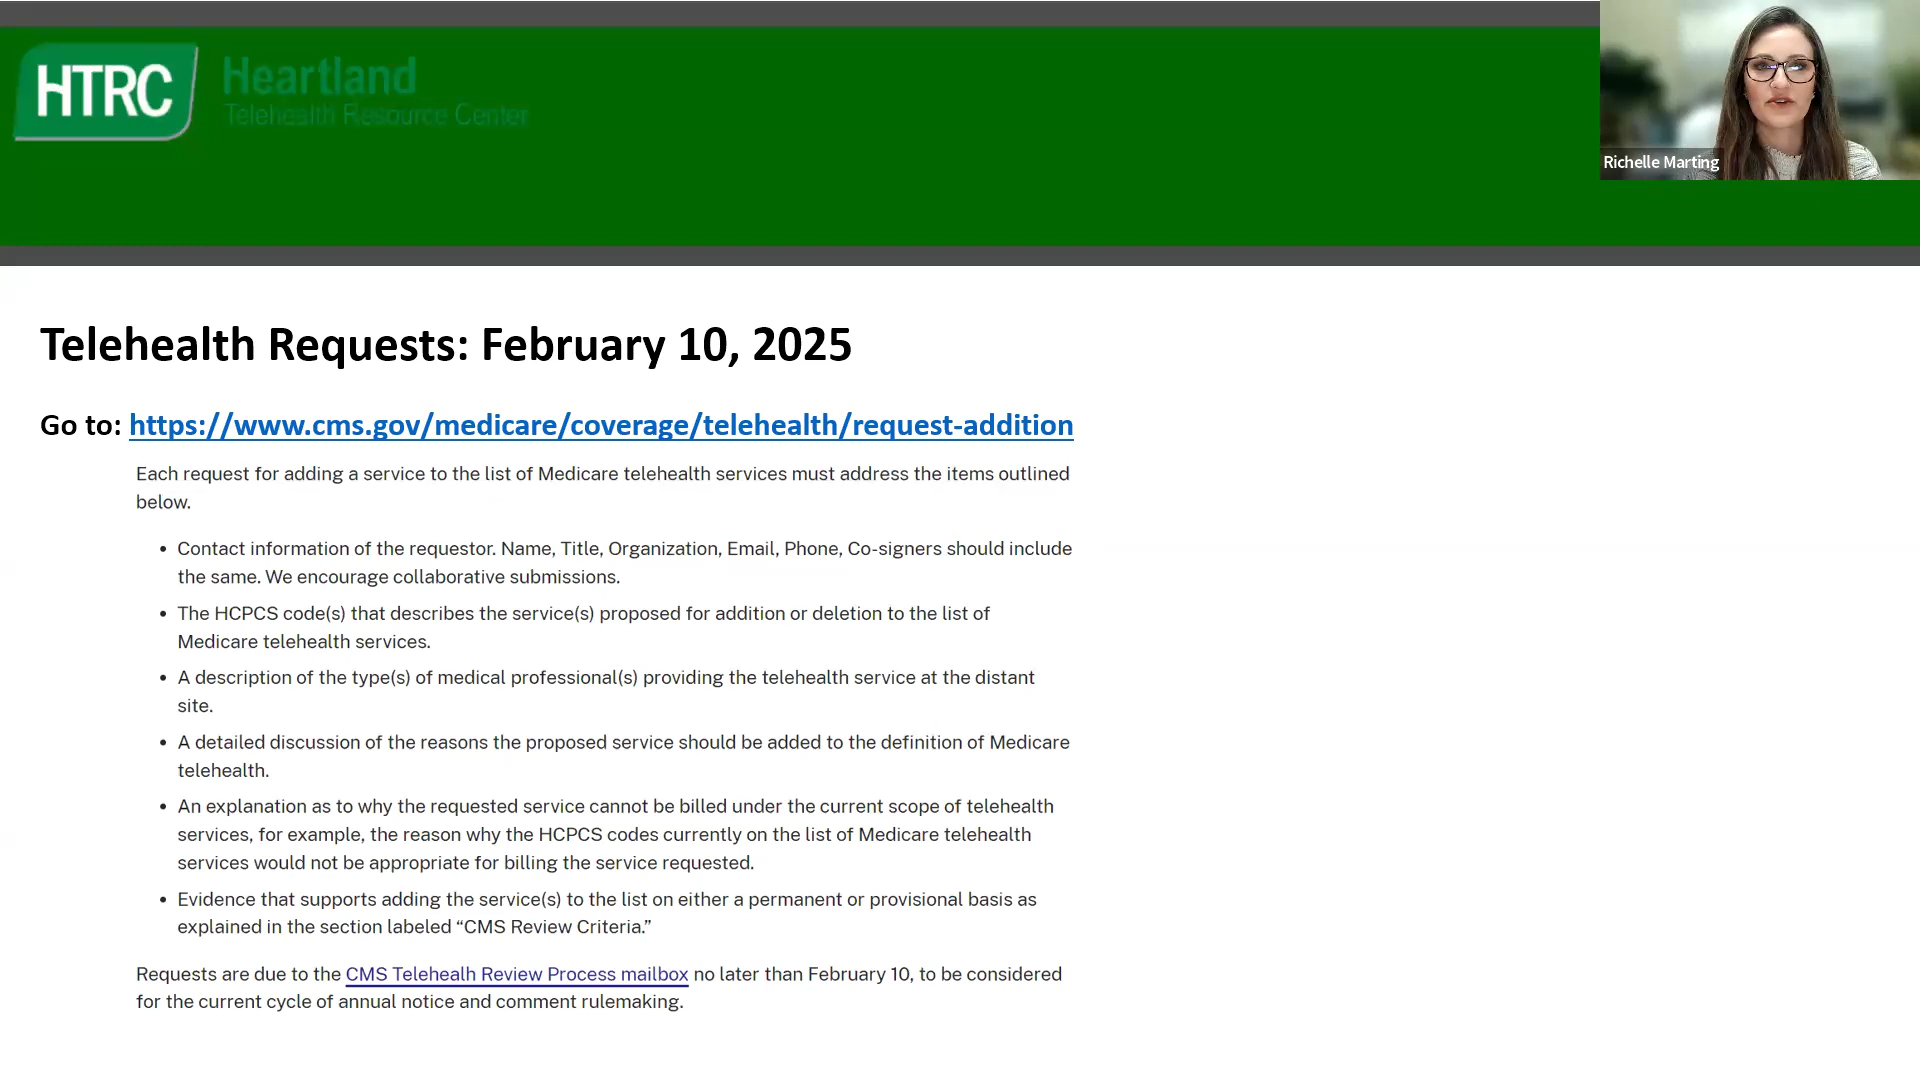 HTRC
Heartland
Telehealth Resource Center
Richelle Marting
Telehealth Requests: February 10, 2025
Go to: https://www.cms.gov/medicare/coverage/telehealth/request-addition
Each request for adding a service to the list of Medicare telehealth services must address the items outlined
below.
• Contact information of the requestor. Name, Title, Organization, Email, Phone, Co-signers should include
the same. We encourage collaborative submissions.
• The HCPCS code(s) that describes the service(s) proposed for addition or deletion to the list of
Medicare telehealth services.
• A description of the type(s) of medical professional(s) providing the telehealth service at the distant
site.
• A detailed discussion of the reasons the proposed service should be added to the definition of Medicare
telehealth.
• An explanation as to why the requested service cannot be billed under the current scope of telehealth
services, for example, the reason why the HCPCS codes currently on the list of Medicare telehealth
services would not be appropriate for billing the service requested.
• Evidence that supports adding the service(s) to the list on either a permanent or provisional basis as
explained in the section labeled “CMS Review Criteria.”
Requests are due to the CMS Telehealh Review Process mailbox no later than February 10, to be considered
for the current cycle of annual notice and comment rulemaking.